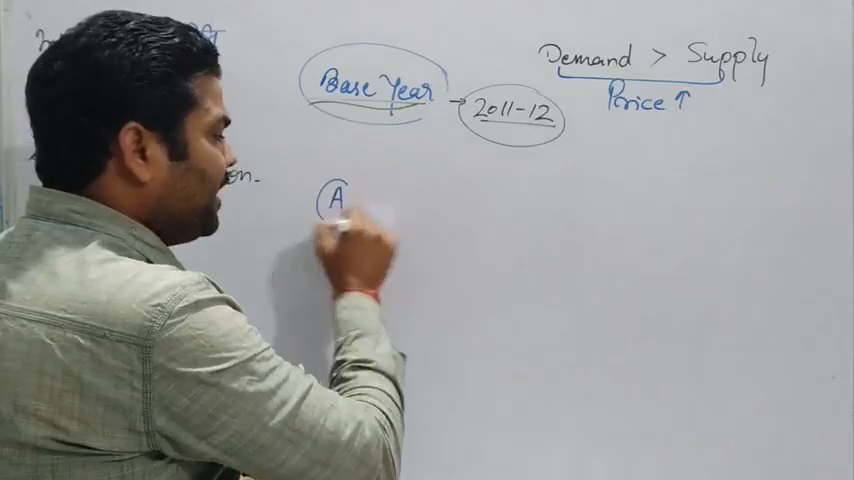 Base Year → 2011-12
Demand > Supply
Price ↑
A